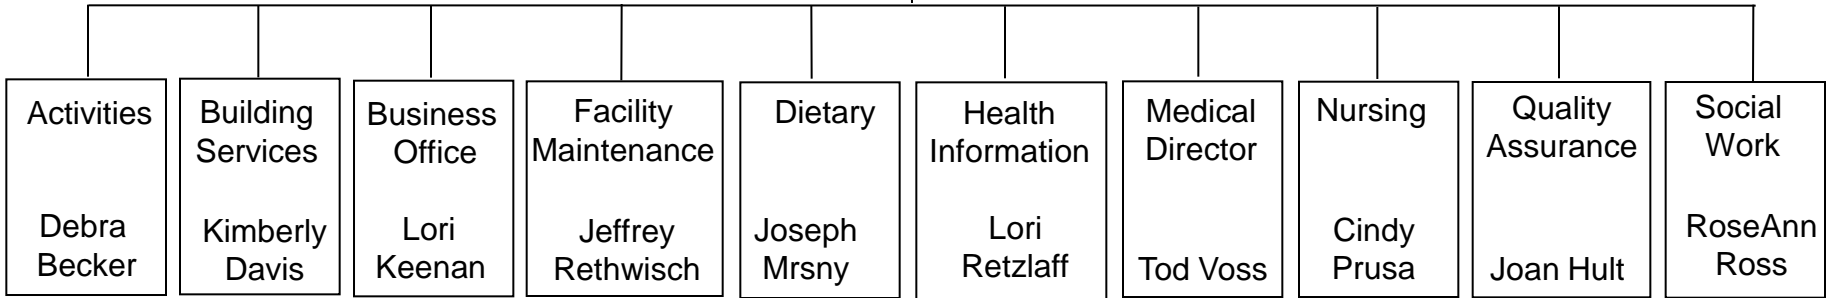 Activities
Debra
Becker
Building
Services
Kimberly
Davis
Business
Office
Lori
Keenan
Facility
Maintenance
Jeffrey
Rethwisch
Dietary
Joseph
Mrsny
Health
Information
Lori
Retzlaff
Medical
Director
Tod Voss
Nursing
Cindy
Prusa
Quality
Assurance
Joan Hult
Social
Work
RoseAnn
Ross